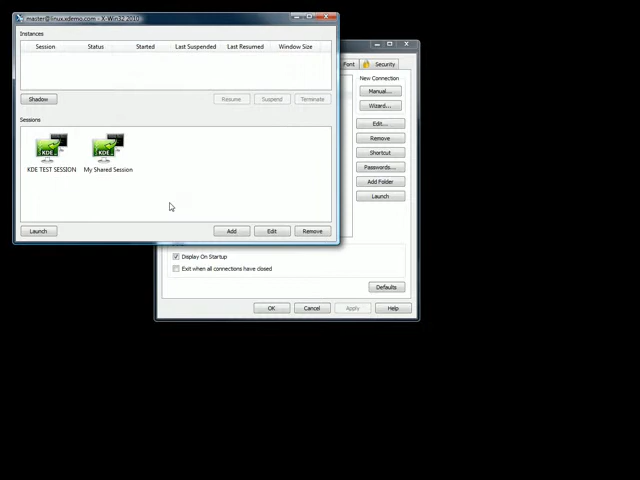 master@linux.xdemo.com - X-Win32 2010
Instances
Session Status Started Last Suspended Last Resumed Window Size
Shadow Resume Suspend Terminate
Sessions
KDE KDE
KDE TEST SESSION My Shared Session
Launch Add Edit Remove
Font Security
New Connection
Manual...
Wizard...
Edit...
Remove
Shortcut
Passwords...
Add Folder
Launch
Display On Startup
Exit when all connections have closed
Defaults
OK Cancel Apply Help